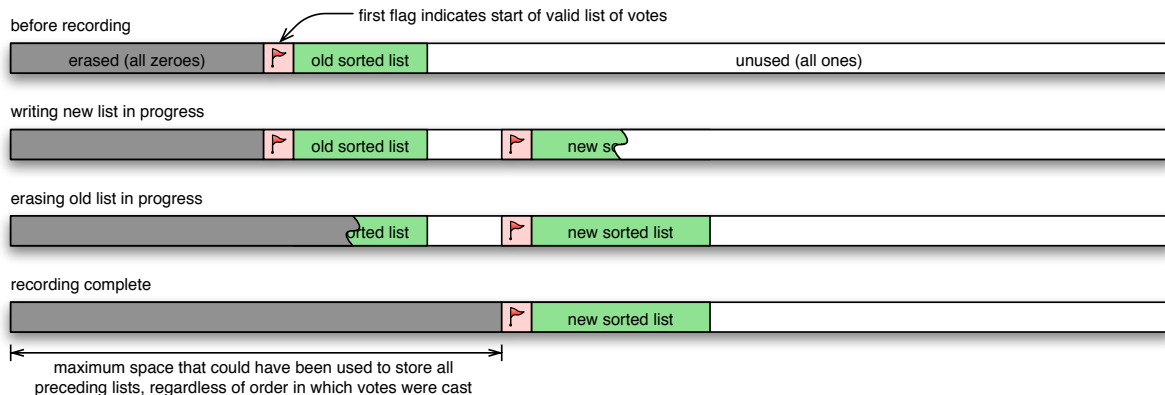 first flag indicates start of valid list of votes
before recording
erased (all zeroes) old sorted list unused (all ones)
writing new list in progress
old sorted list new so
erasing old list in progress
orted list new sorted list
recording complete
new sorted list
maximum space that could have been used to store all
preceding lists, regardless of order in which votes were cast